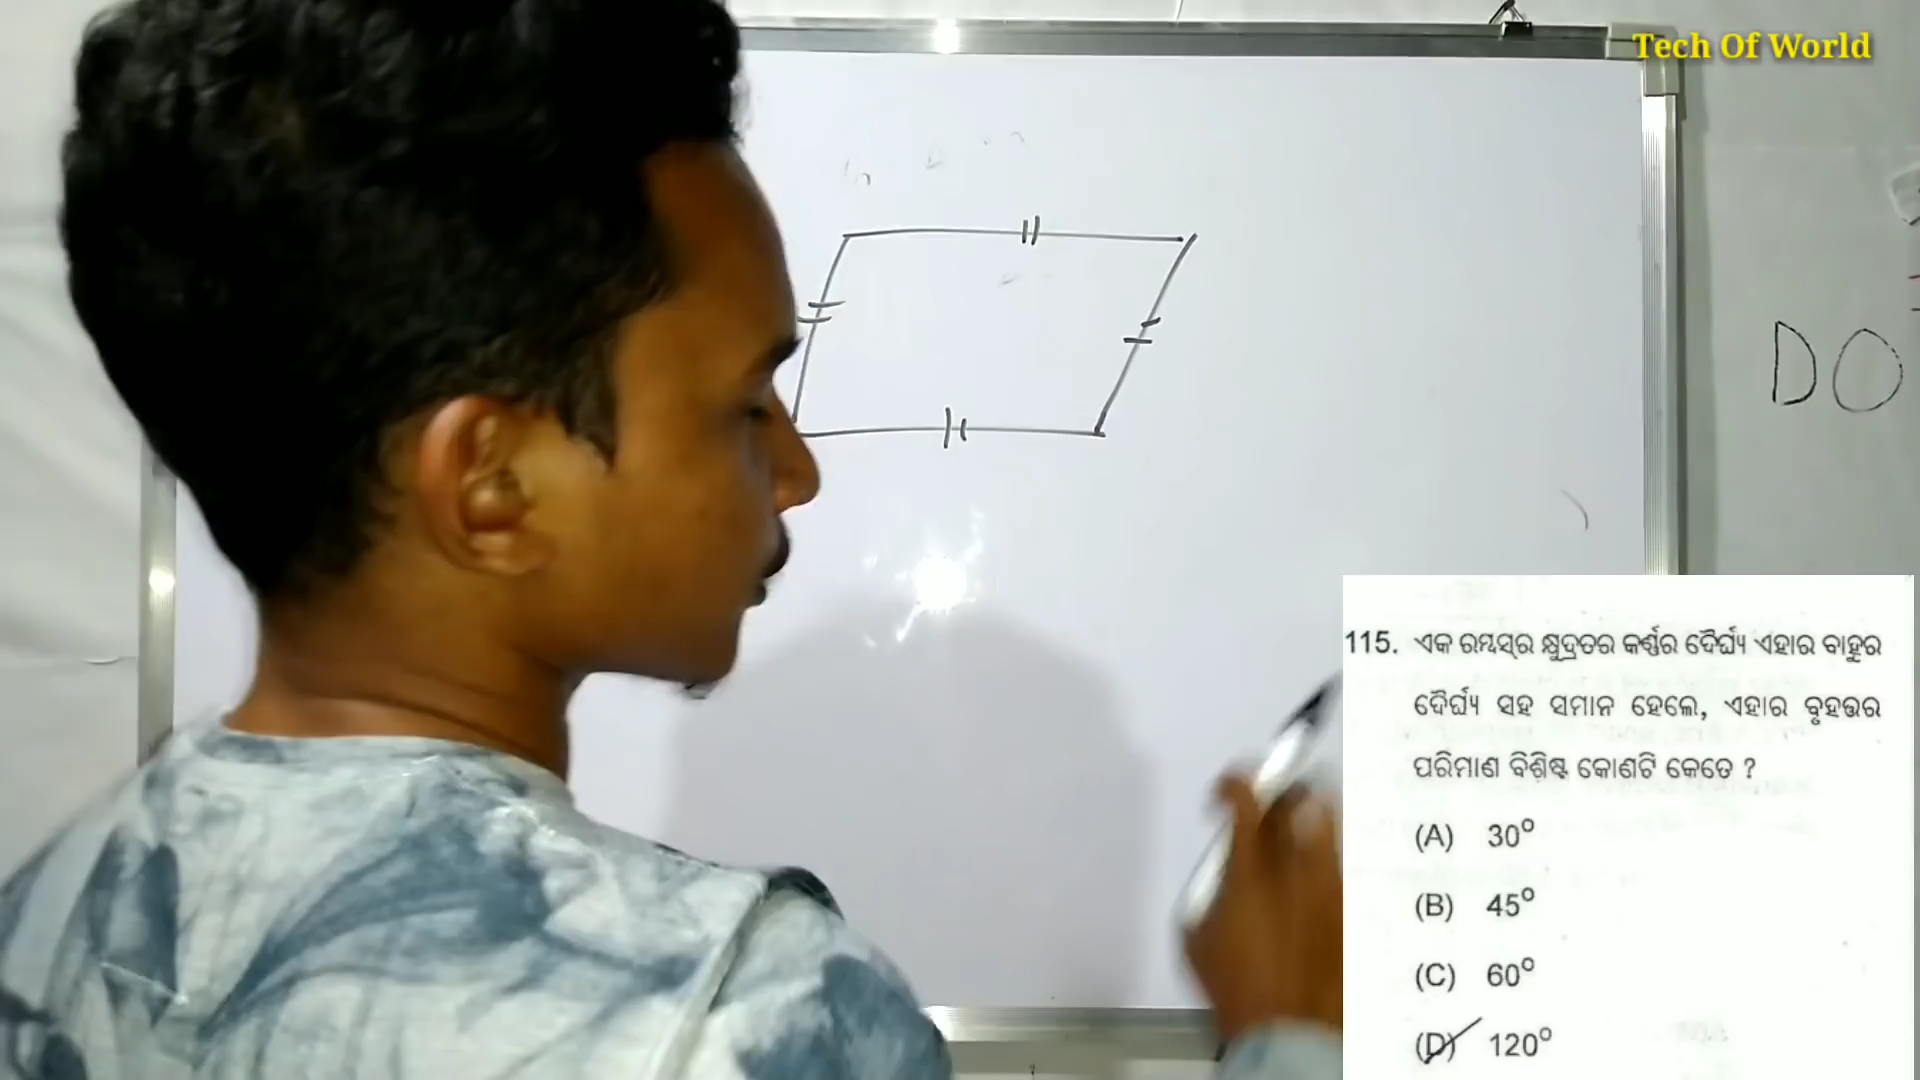 Tech Of World
DO
115. ଏକ ରମ୍ବସ୍‌ର କ୍ଷୁଦ୍ରତର କର୍ଣ୍ଣର ଦୈର୍ଘ୍ୟ ଏହାର ବାହୁର
ଦୈର୍ଘ୍ୟ ସହ ସମାନ ହେଲେ, ଏହାର ବୃହତ୍ତର
ପରିମାଣ ବିଶିଷ୍ଟ କୋଣଟି କେତେ ?
(A) 30°
(B) 45°
(C) 60°
(D) 120°